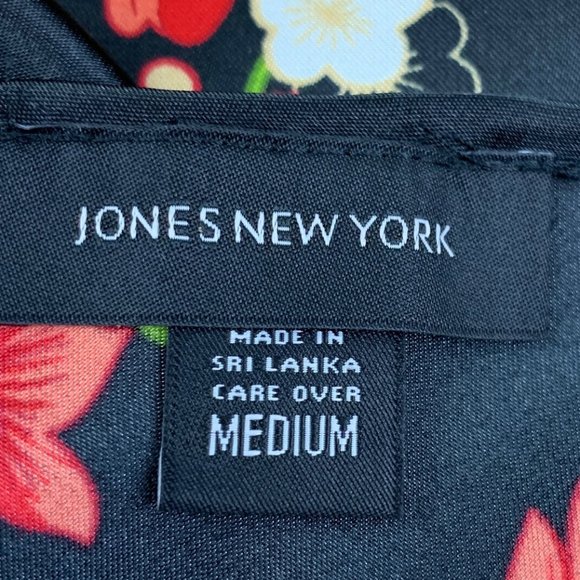 JONES NEW YORK
MADE IN
SRI LANKA
CARE OVER
MEDIUM